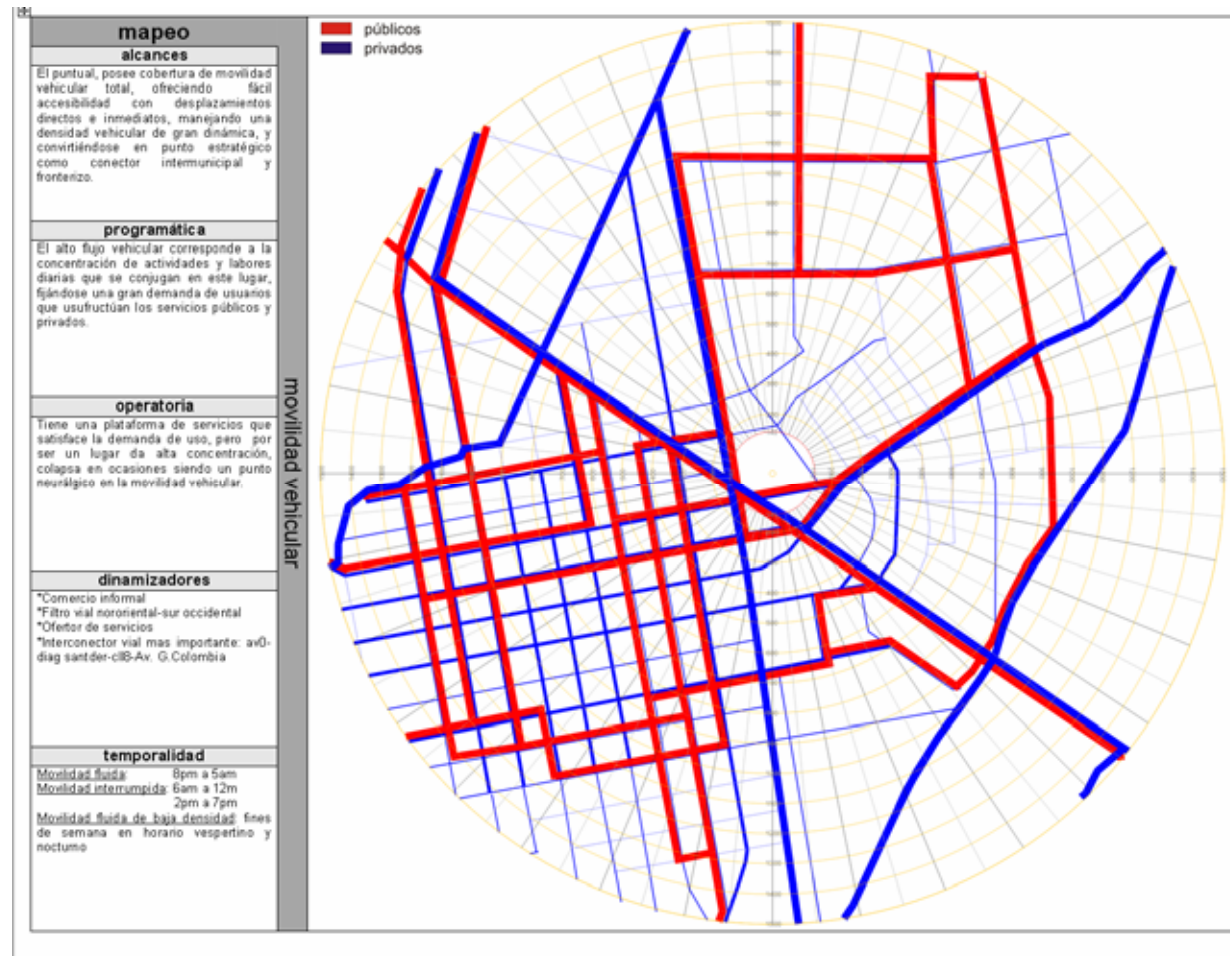 mapeo
alcances
El puntual, posee cobertura de movilidad
vehicular total, ofreciendo fácil
accesibilidad con desplazamientos
directos e inmediatos, manejando una
densidad vehicular de gran dinámica, y
convirtiéndose en punto estratégico
como conector intermunicipal y
fronterizo.
programática
El alto flujo vehicular corresponde a la
concentración de actividades y labores
diarias que se conjugan en este lugar,
fijándose una gran demanda de usuarios
que usufructúan los servicios públicos y
privados.
operatoria
Tiene una plataforma de servicios que
satisface la demanda de uso, pero por
ser un lugar da alta concentración,
colapsa en ocasiones siendo un punto
neurálgico en la movilidad vehicular.
dinamizadores
*Comercio informal
*Filtro vial nororiental-sur occidental
*Ofertor de servicios
*Interconector vial mas importante: av0-
diag santder-cll8-Av. G.Colombia
temporalidad
Movilidad fluida: 8pm a 5am
Movilidad interrumpida: 6am a 12m
2pm a 7pm
Movilidad fluida de baja densidad: fines
de semana en horario vespertino y
nocturno
movilidad vehicular
públicos
privados